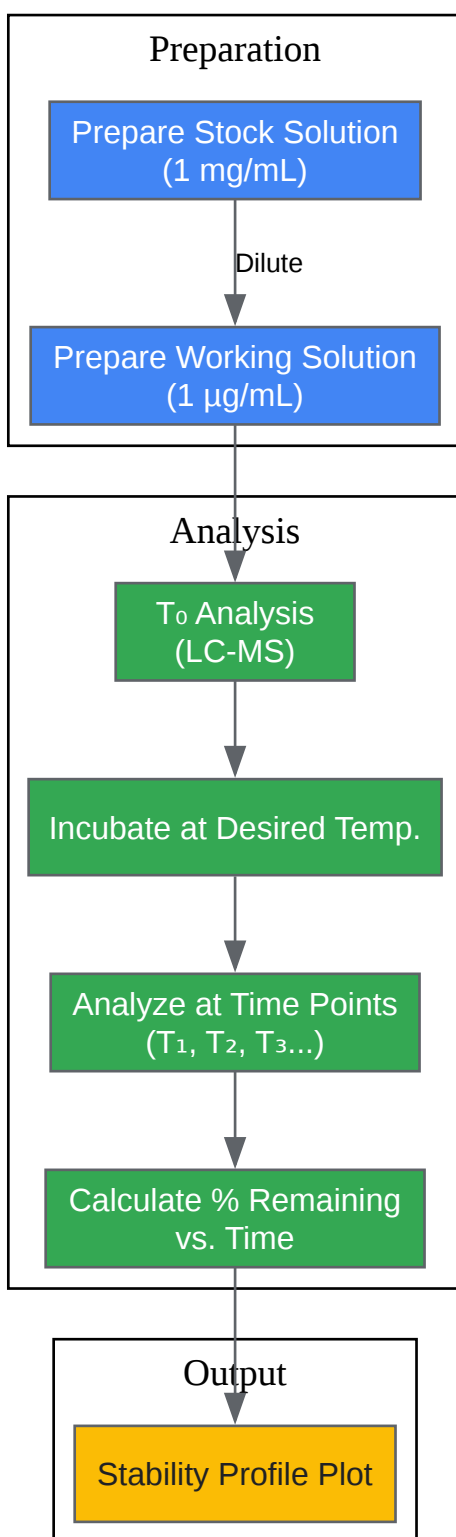 Preparation
Prepare Stock Solution
(1 mg/mL)
Dilute
Prepare Working Solution
(1 µg/mL)
Analysis
T₀ Analysis
(LC-MS)
Incubate at Desired Temp.
Analyze at Time Points
(T₁, T₂, T₃...)
Calculate % Remaining
vs. Time
Output
Stability Profile Plot